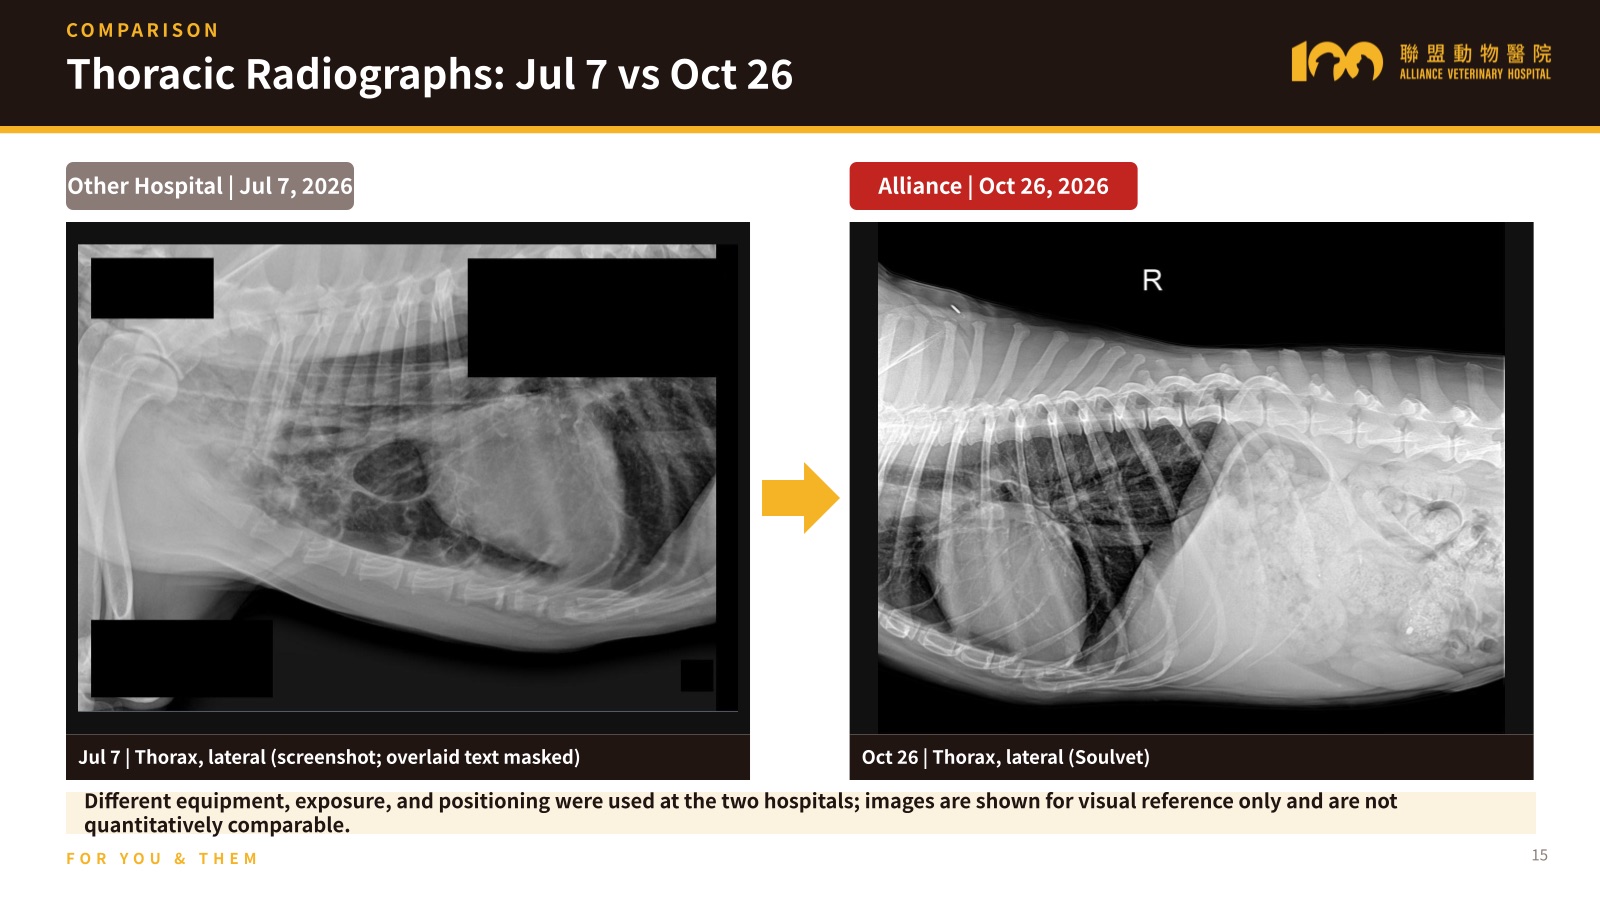 COMPARISON
Thoracic Radiographs: Jul 7 vs Oct 26
聯盟動物醫院
ALLIANCE VETERINARY HOSPITAL
Other Hospital | Jul 7, 2026
Alliance | Oct 26, 2026
R
Jul 7 | Thorax, lateral (screenshot; overlaid text masked)
Oct 26 | Thorax, lateral (Soulvet)
Different equipment, exposure, and positioning were used at the two hospitals; images are shown for visual reference only and are not
quantitatively comparable.
FOR YOU & THEM
15